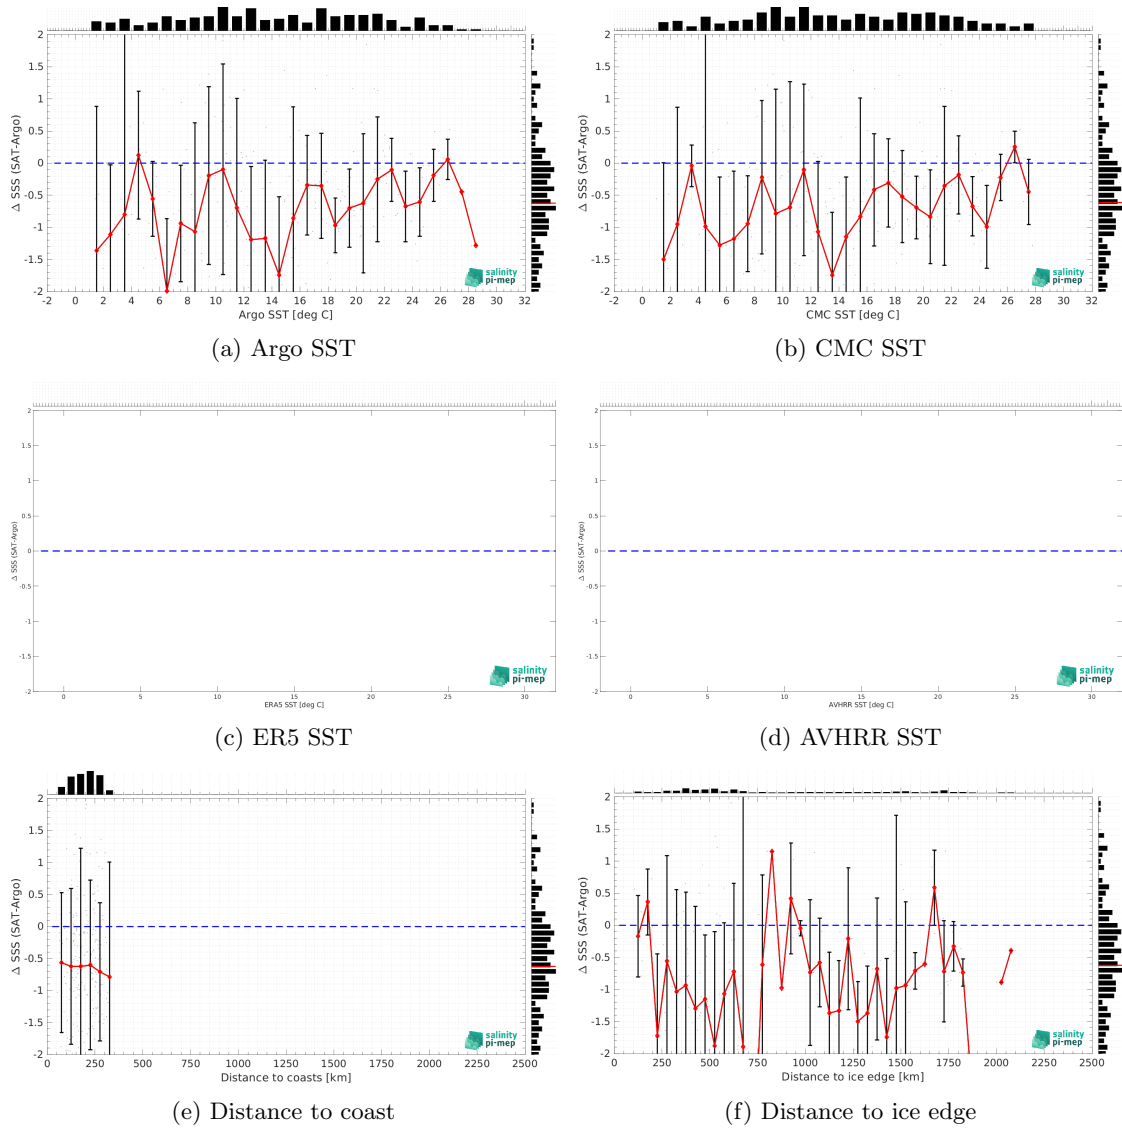 2
1.5
1
0.5
0
-0.5
-1
-1.5
-2
Δ SSS (SAT-Argo)
-2 0 2 4 6 8 10 12 14 16 18 20 22 24 26 28 30 32
Argo SST [deg C]
salinity
pi-mep
(a) Argo SST
2
1.5
1
0.5
0
-0.5
-1
-1.5
-2
Δ SSS (SAT-Argo)
-2 0 2 4 6 8 10 12 14 16 18 20 22 24 26 28 30 32
CMC SST [deg C]
salinity
pi-mep
(b) CMC SST
2
1.5
1
0.5
0
-0.5
-1
-1.5
-2
Δ SSS (SAT-Argo)
0 5 10 15 20 25 30
ERA5 SST [deg C]
salinity
pi-mep
(c) ER5 SST
2
1.5
1
0.5
0
-0.5
-1
-1.5
-2
Δ SSS (SAT-Argo)
0 5 10 15 20 25 30
AVHRR SST [deg C]
salinity
pi-mep
(d) AVHRR SST
2
1.5
1
0.5
0
-0.5
-1
-1.5
-2
Δ SSS (SAT-Argo)
0 250 500 750 1000 1250 1500 1750 2000 2250 2500
Distance to coasts [km]
salinity
pi-mep
(e) Distance to coast
2
1.5
1
0.5
0
-0.5
-1
-1.5
-2
Δ SSS (SAT-Argo)
0 250 500 750 1000 1250 1500 1750 2000 2250 2500
Distance to ice edge [km]
salinity
pi-mep
(f) Distance to ice edge